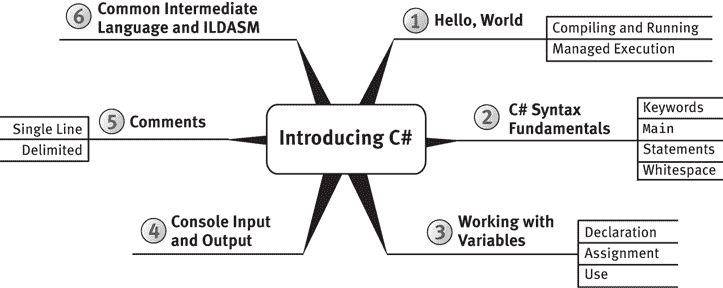 Introducing C#
1 Hello, World
Compiling and Running
Managed Execution
2 C# Syntax
Fundamentals
Keywords
Main
Statements
Whitespace
3 Working with
Variables
Declaration
Assignment
Use
4 Console Input
and Output
5 Comments
Single Line
Delimited
6 Common Intermediate
Language and ILDASM